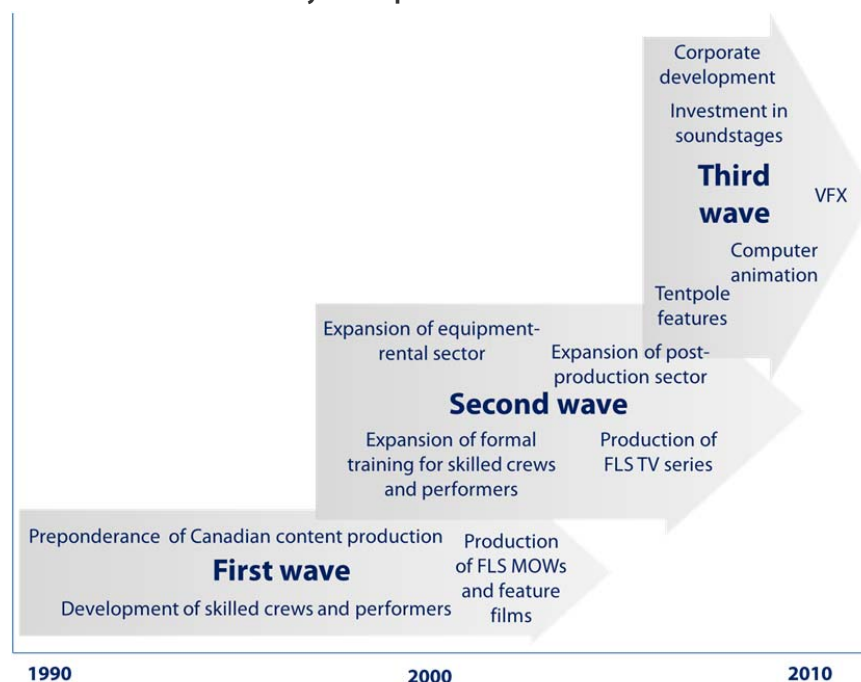 Corporate
development
Investment in
soundstages
Third
wave
VFX
Computer
animation
Tentpole
features
Expansion of equipment-
rental sector
Expansion of post-
production sector
Second wave
Expansion of formal
training for skilled crews
and performers
Production of
FLS TV series
Preponderance of Canadian content production
First wave
Development of skilled crews and performers
Production
of FLS MOWs
and feature
films
1990
2000
2010